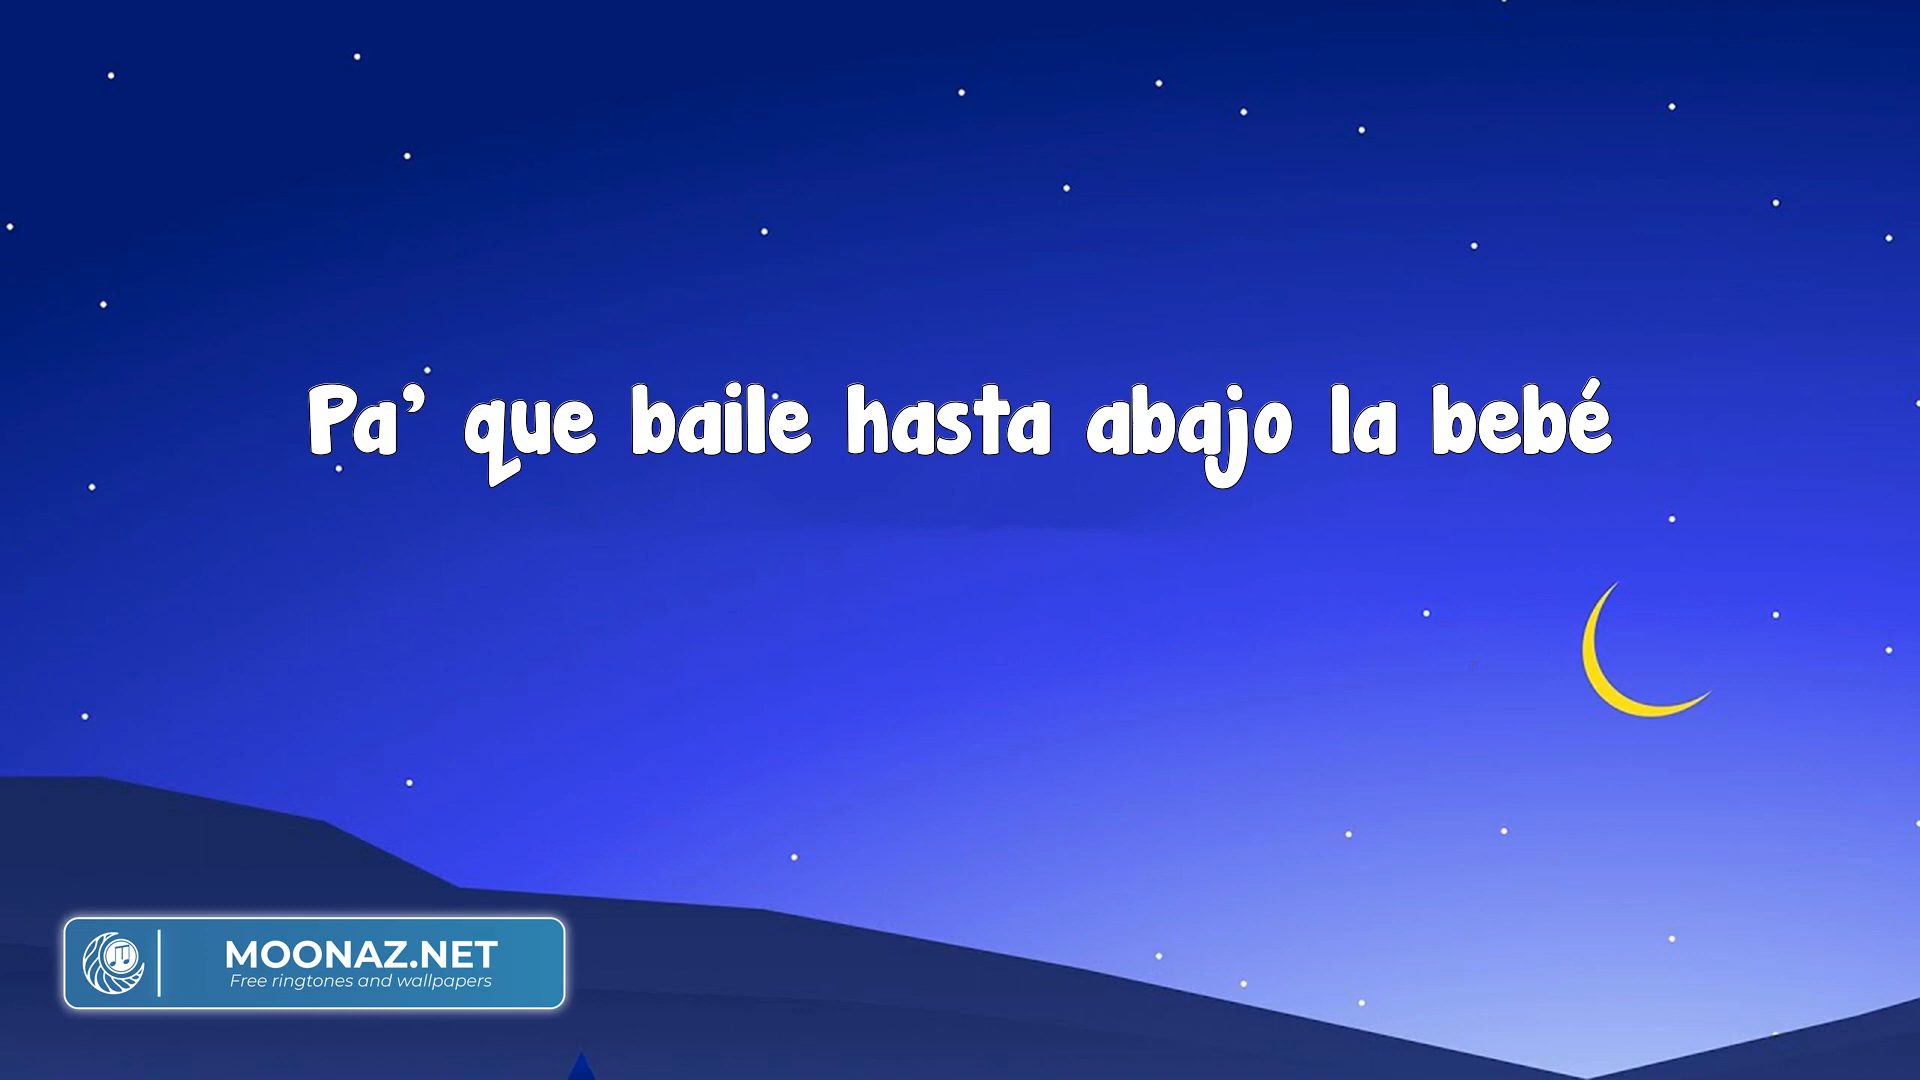 Pa’ que baile hasta abajo la bebé
MOONAZ.NET
Free ringtones and wallpapers